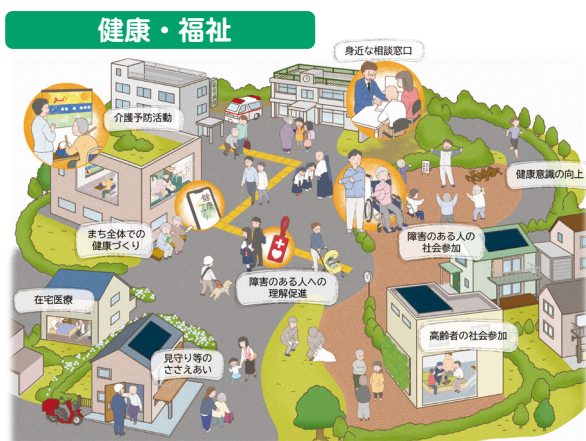 健康・福祉
身近な相談窓口
介護予防活動
健康意識の向上
まち全体での
健康づくり
障害のある人の
社会参加
障害のある人への
理解促進
在宅医療
高齢者の社会参加
見守り等の
ささえあい